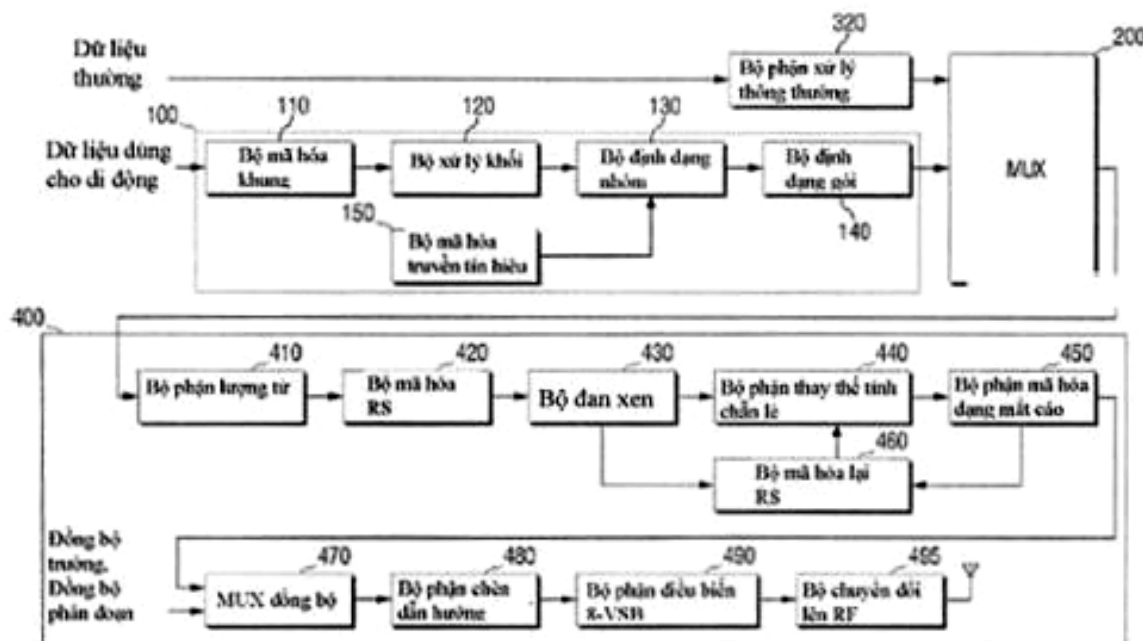 Dữ liệu
thường
320
Bộ phận xử lý
thông thường
200
MUX
100
110
120
130
Dữ liệu dùng
cho di động
Bộ mã hóa
khung
Bộ xử lý khối
Bộ định dạng
nhóm
Bộ định
dạng gói
140
150
Bộ mã hóa
truyền tín hiệu
400
410
420
430
440
450
Bộ phận lượng tử
Bộ mã hóa
RS
Bộ đan xen
Bộ phận thay thế tính
chẵn lẻ
Bộ phận mã hóa
dạng mắt cáo
460
Bộ mã hóa lại
RS
Đồng bộ
trường,
Đồng bộ
phân đoạn
470
480
490
495
MUX đồng bộ
Bộ phận chèn
dẫn hướng
Bộ phận điều biến
8-VSB
Bộ chuyển đổi
lên RF